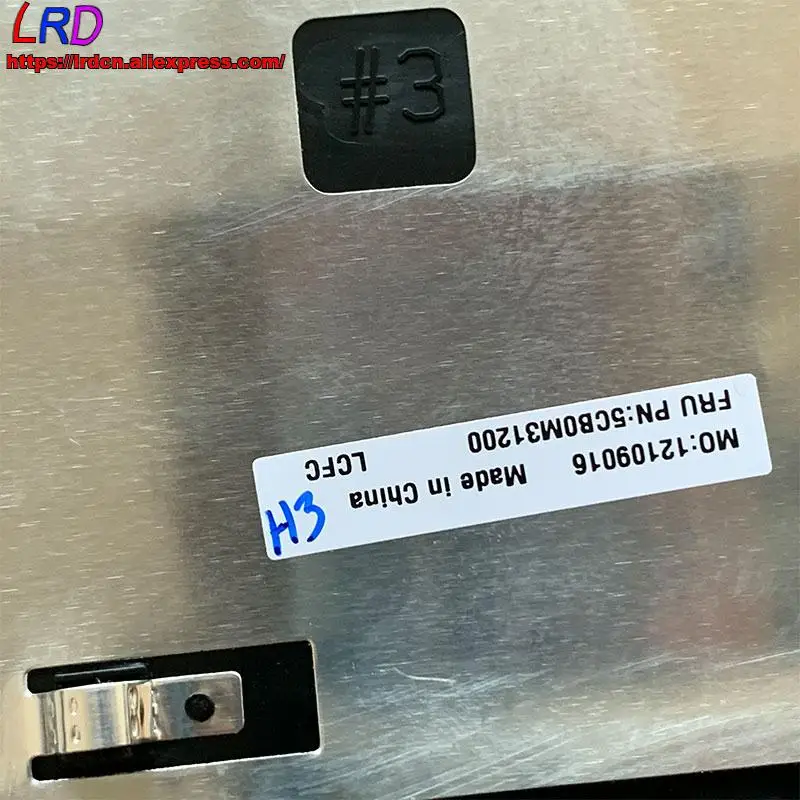 LRD
https://lrdcn.aliexpress.com/
#3
MO:12109016 Made in China
FRU PN:5CB0M31200 LCFC
H3